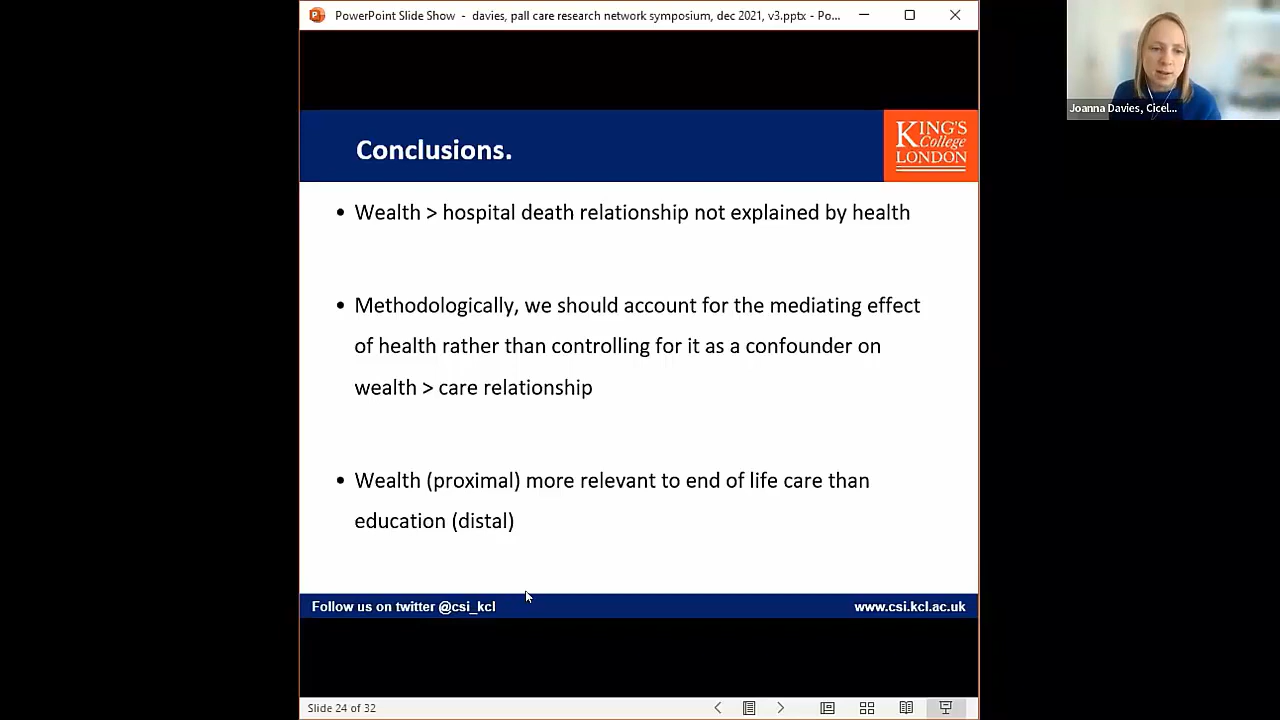 PowerPoint Slide Show - davies, pall care research network symposium, dec 2021, v3.pptx - Po...
Joanna Davies, Cicel...
Conclusions.
KING'S
College
LONDON
• Wealth > hospital death relationship not explained by health
• Methodologically, we should account for the mediating effect
of health rather than controlling for it as a confounder on
wealth > care relationship
• Wealth (proximal) more relevant to end of life care than
education (distal)
Follow us on twitter @csi_kcl
www.csi.kcl.ac.uk
Slide 24 of 32